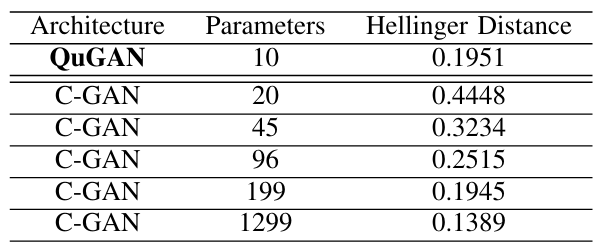 Architecture Parameters Hellinger Distance
QuGAN 10 0.1951
C-GAN 20 0.4448
C-GAN 45 0.3234
C-GAN 96 0.2515
C-GAN 199 0.1945
C-GAN 1299 0.1389